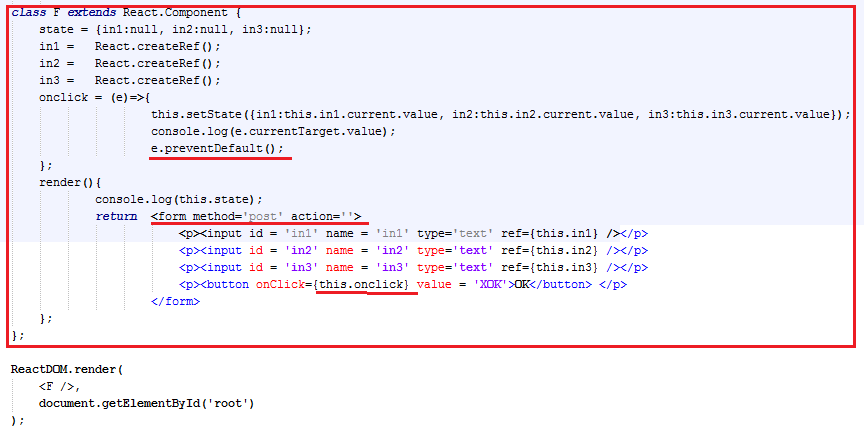 class F extends React.Component {
    state = {in1:null, in2:null, in3:null};
    in1 =   React.createRef();
    in2 =   React.createRef();
    in3 =   React.createRef();
    onclick = (e)=>{
                    this.setState({in1:this.in1.current.value, in2:this.in2.current.value, in3:this.in3.current.value});
                    console.log(e.currentTarget.value);
                    e.preventDefault();
    };
    render(){
            console.log(this.state);
            return  <form method='post' action=''>
                        <p><input id = 'in1' name = 'in1' type='text' ref={this.in1} /></p>
                        <p><input id = 'in2' name = 'in2' type='text' ref={this.in2} /></p>
                        <p><input id = 'in3' name = 'in3' type='text' ref={this.in3} /></p>
                        <p><button onClick={this.onclick} value = 'XOK'>OK</button> </p>
                    </form>
    };
};
ReactDOM.render(
    <F />,
    document.getElementById('root')
);